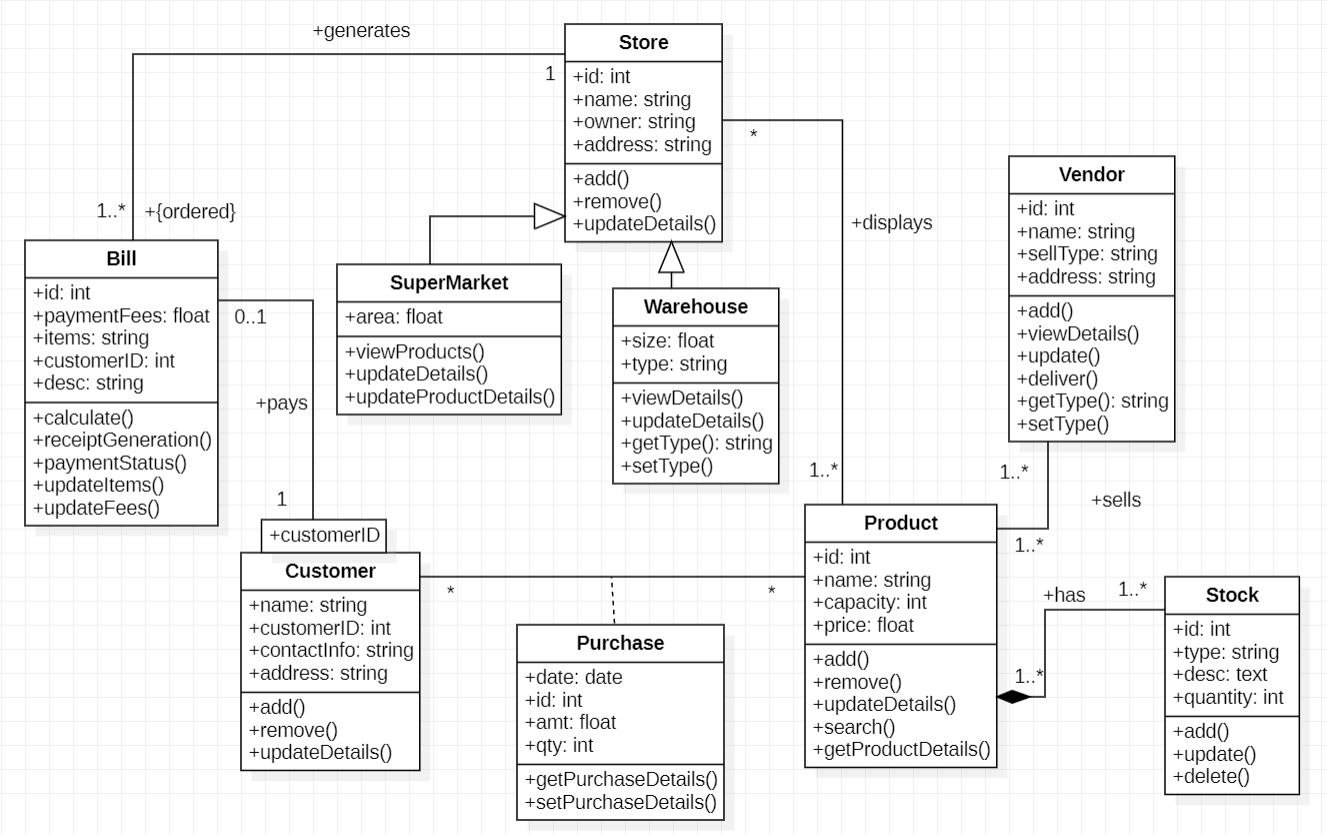 +generates
Store
1
+id: int
+name: string
+owner: string
+address: string
+add()
+remove()
+updateDetails()
*
1..*
+{ordered}
+displays
Vendor
+id: int
+name: string
+sellType: string
+address: string
+add()
+viewDetails()
+update()
+deliver()
+getType(): string
+setType()
Bill
+id: int
+paymentFees: float
+items: string
+customerID: int
+desc: string
+calculate()
+receiptGeneration()
+paymentStatus()
+updateItems()
+updateFees()
0..1
+pays
1
SuperMarket
+area: float
+viewProducts()
+updateDetails()
+updateProductDetails()
Warehouse
+size: float
+type: string
+viewDetails()
+updateDetails()
+getType(): string
+setType()
1..*
1..*
+sells
1..*
+customerID
Customer
+name: string
+customerID: int
+contactInfo: string
+address: string
+add()
+remove()
+updateDetails()
*
*
Purchase
+date: date
+id: int
+amt: float
+qty: int
+getPurchaseDetails()
+setPurchaseDetails()
Product
+id: int
+name: string
+capacity: int
+price: float
+add()
+remove()
+updateDetails()
+search()
+getProductDetails()
+has
1..*
1..*
Stock
+id: int
+type: string
+desc: text
+quantity: int
+add()
+update()
+delete()